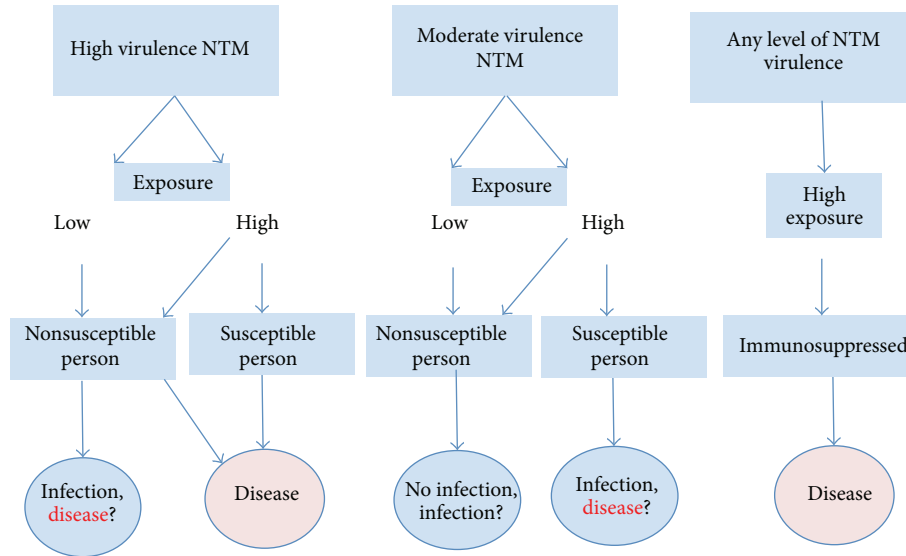 High virulence NTM
Exposure
Low
High
Nonsusceptible
person
Susceptible
person
Infection,
disease?
Disease
Moderate virulence
NTM
Exposure
Low
High
Nonsusceptible
person
Susceptible
person
No infection,
infection?
Infection,
disease?
Any level of NTM
virulence
High
exposure
Immunosuppressed
Disease